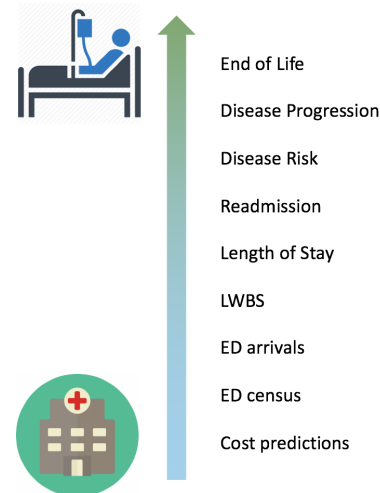 End of Life
Disease Progression
Disease Risk
Readmission
Length of Stay
LWBS
ED arrivals
ED census
Cost predictions